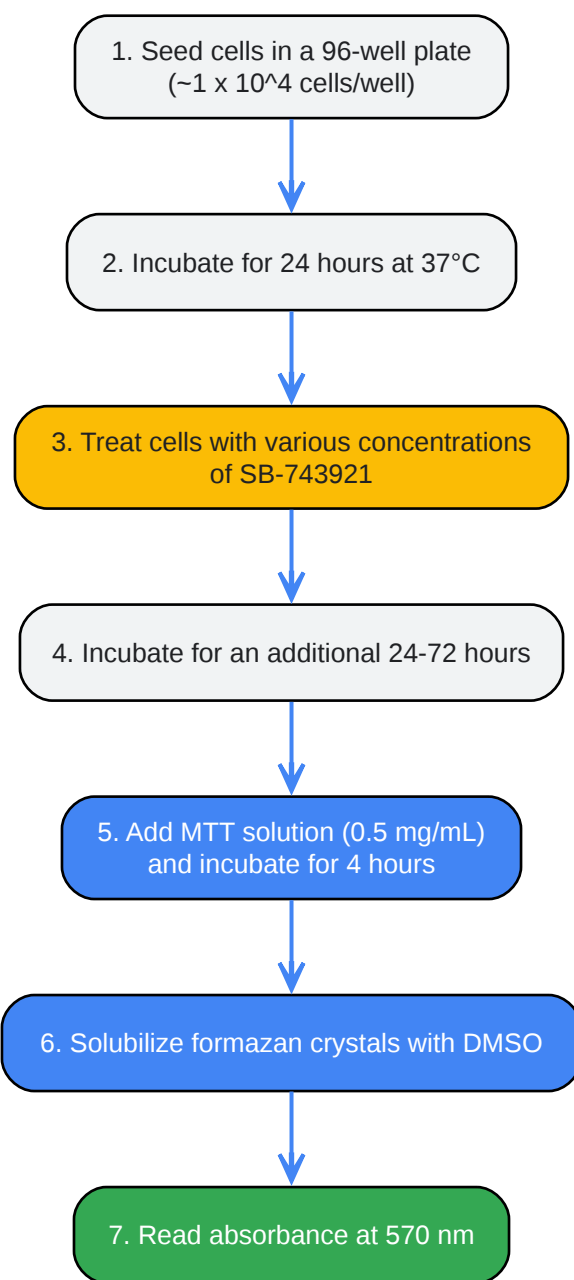 1. Seed cells in a 96-well plate
(~1 x 10^4 cells/well)
2. Incubate for 24 hours at 37°C
3. Treat cells with various concentrations
of SB-743921
4. Incubate for an additional 24-72 hours
5. Add MTT solution (0.5 mg/mL)
and incubate for 4 hours
6. Solubilize formazan crystals with DMSO
7. Read absorbance at 570 nm